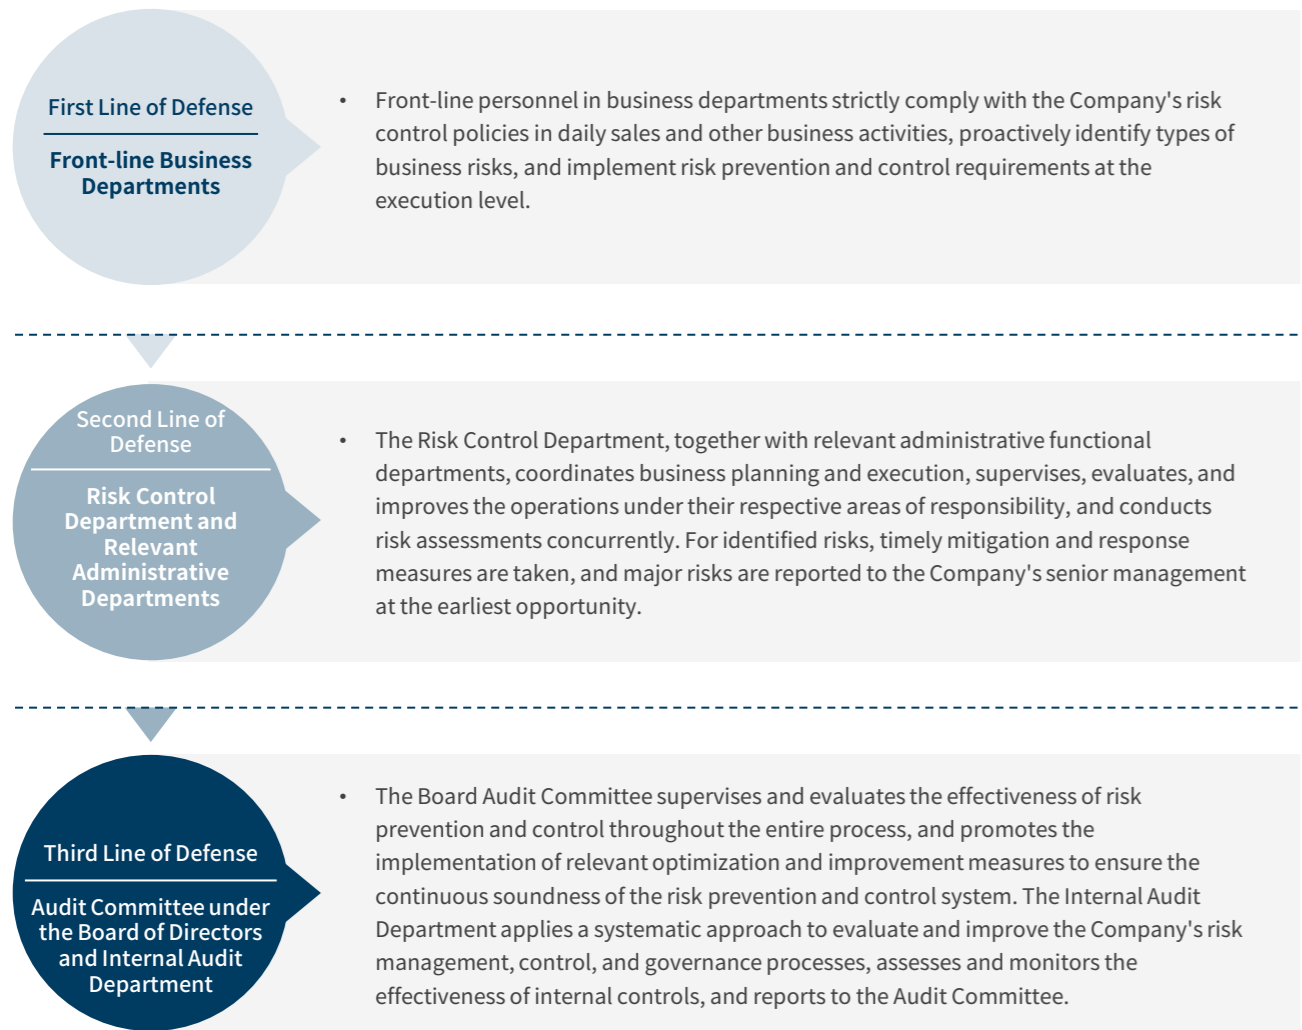 First Line of Defense
Front-line Business
Departments
• Front-line personnel in business departments strictly comply with the Company's risk
control policies in daily sales and other business activities, proactively identify types of
business risks, and implement risk prevention and control requirements at the
execution level.
Second Line of
Defense
Risk Control
Department and
Relevant
Administrative
Departments
• The Risk Control Department, together with relevant administrative functional
departments, coordinates business planning and execution, supervises, evaluates, and
improves the operations under their respective areas of responsibility, and conducts
risk assessments concurrently. For identified risks, timely mitigation and response
measures are taken, and major risks are reported to the Company's senior management
at the earliest opportunity.
Third Line of Defense
Audit Committee under
the Board of Directors
and Internal Audit
Department
• The Board Audit Committee supervises and evaluates the effectiveness of risk
prevention and control throughout the entire process, and promotes the
implementation of relevant optimization and improvement measures to ensure the
continuous soundness of the risk prevention and control system. The Internal Audit
Department applies a systematic approach to evaluate and improve the Company's risk
management, control, and governance processes, assesses and monitors the
effectiveness of internal controls, and reports to the Audit Committee.